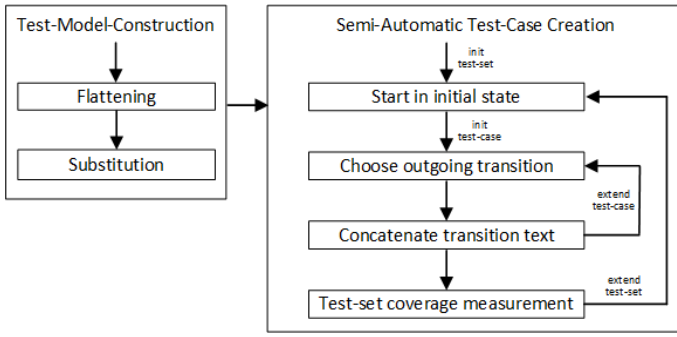 Test-Model-Construction
Flattening
Substitution
Semi-Automatic Test-Case Creation
init
test-set
Start in initial state
init
test-case
Choose outgoing transition
extend
test-case
Concatenate transition text
extend
test-set
Test-set coverage measurement